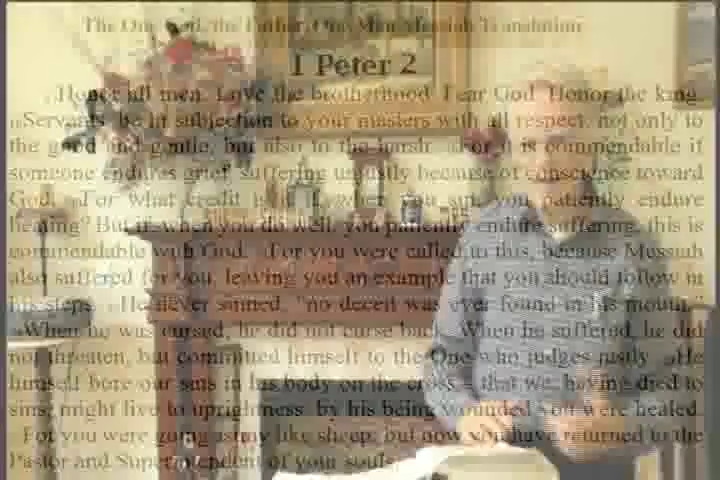 The One God, the Father, One Man Messiah Translation
1 Peter 2
Honor all men. Love the brotherhood. Fear God. Honor the king.
Servants, be in subjection to your masters with all respect, not only to
the good and gentle, but also to the harsh. For it is commendable if
someone endures grief, suffering unjustly because of conscience toward
God. For what credit is it if, when you sin, you patiently endure
beating? But if, when you do well, you patiently endure suffering, this is
commendable with God. For you were called to this, because Messiah
also suffered for you, leaving you an example that you should follow in
his steps. He never sinned, "no deceit was ever found in his mouth."
When he was cursed, he did not curse back. When he suffered, he did
not threaten, but committed himself to the One who judges justly. He
himself bore our sins in his body on the cross – that we, having died to
sins, might live to uprightness, by his being wounded you were healed.
For you were going astray like sheep; but now you have returned to the
Pastor and Superintendent of your souls.